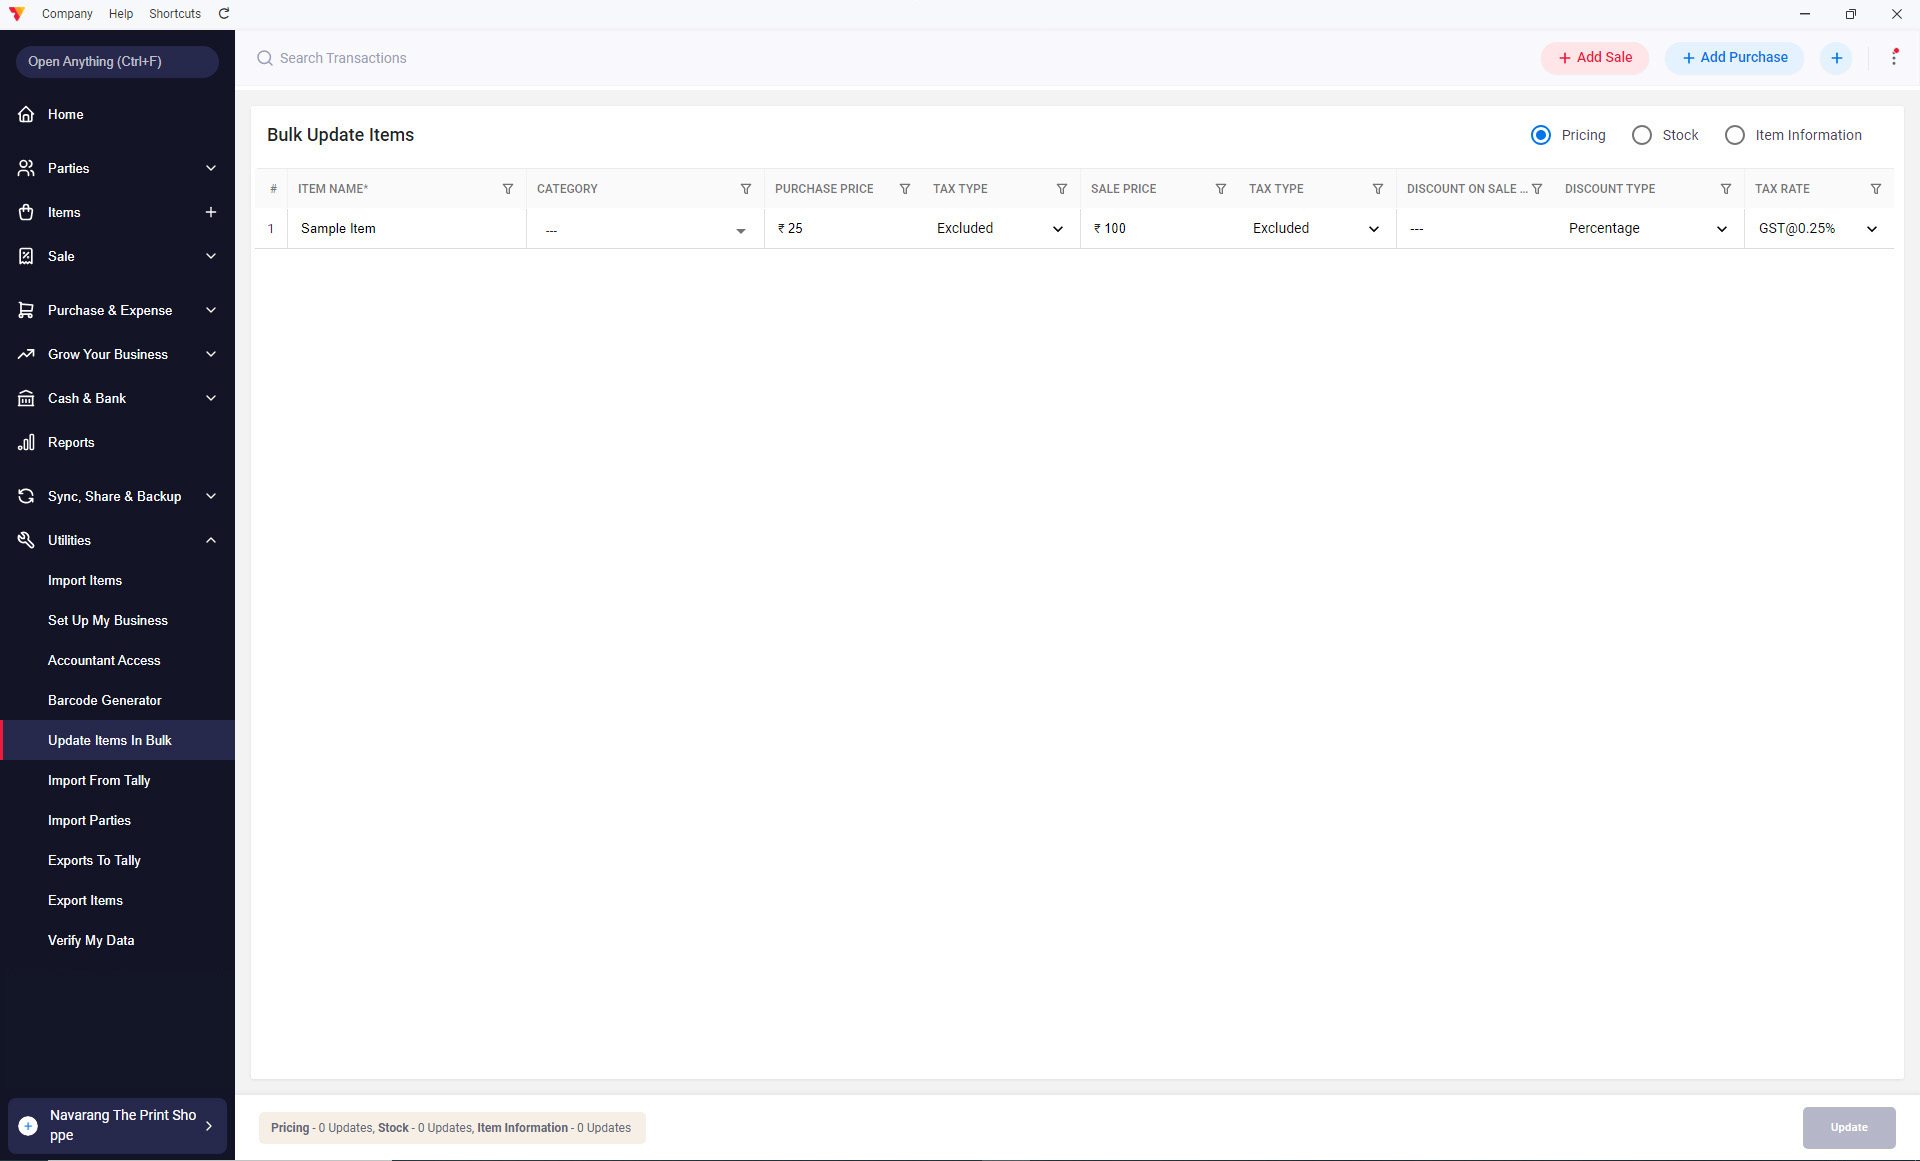 Company Help Shortcuts
Open Anything (Ctrl+F)
Search Transactions
+ Add Sale
+ Add Purchase
Home
Parties
Items
Sale
Purchase & Expense
Grow Your Business
Cash & Bank
Reports
Sync, Share & Backup
Utilities
Import Items
Set Up My Business
Accountant Access
Barcode Generator
Update Items In Bulk
Import From Tally
Import Parties
Exports To Tally
Export Items
Verify My Data
Navarang The Print Sho
ppe
Bulk Update Items
Pricing Stock Item Information
# ITEM NAME* CATEGORY PURCHASE PRICE TAX TYPE SALE PRICE TAX TYPE DISCOUNT ON SALE ... DISCOUNT TYPE TAX RATE
1 Sample Item --- ₹ 25 Excluded ₹ 100 Excluded --- Percentage GST@0.25%
Pricing - 0 Updates, Stock - 0 Updates, Item Information - 0 Updates
Update